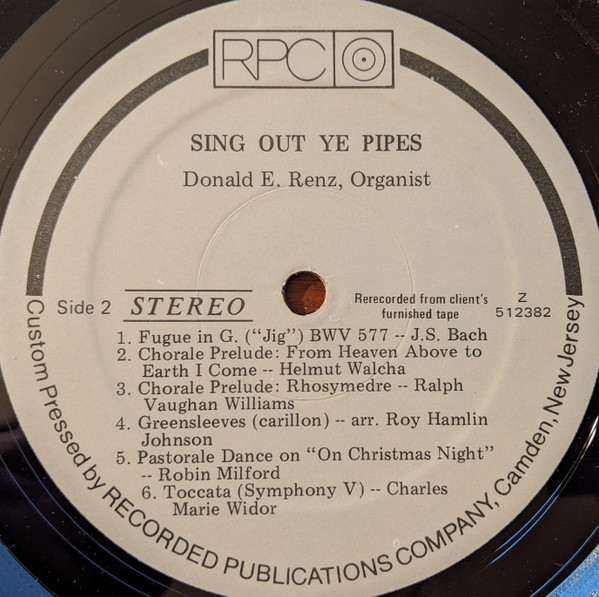 RPC
SING OUT YE PIPES
Donald E. Renz, Organist
Side 2
STEREO
Rerecorded from client's
furnished tape
Z
512382
1. Fugue in G. ("Jig") BWV 577 -- J.S. Bach
2. Chorale Prelude: From Heaven Above to
Earth I Come -- Helmut Walcha
3. Chorale Prelude: Rhosymedre -- Ralph
Vaughan Williams
4. Greensleeves (carillon) -- arr. Roy Hamlin
Johnson
5. Pastorale Dance on "On Christmas Night"
-- Robin Milford
6. Toccata (Symphony V) -- Charles
Marie Widor
Custom Pressed by RECORDED PUBLICATIONS COMPANY, Camden, New Jersey